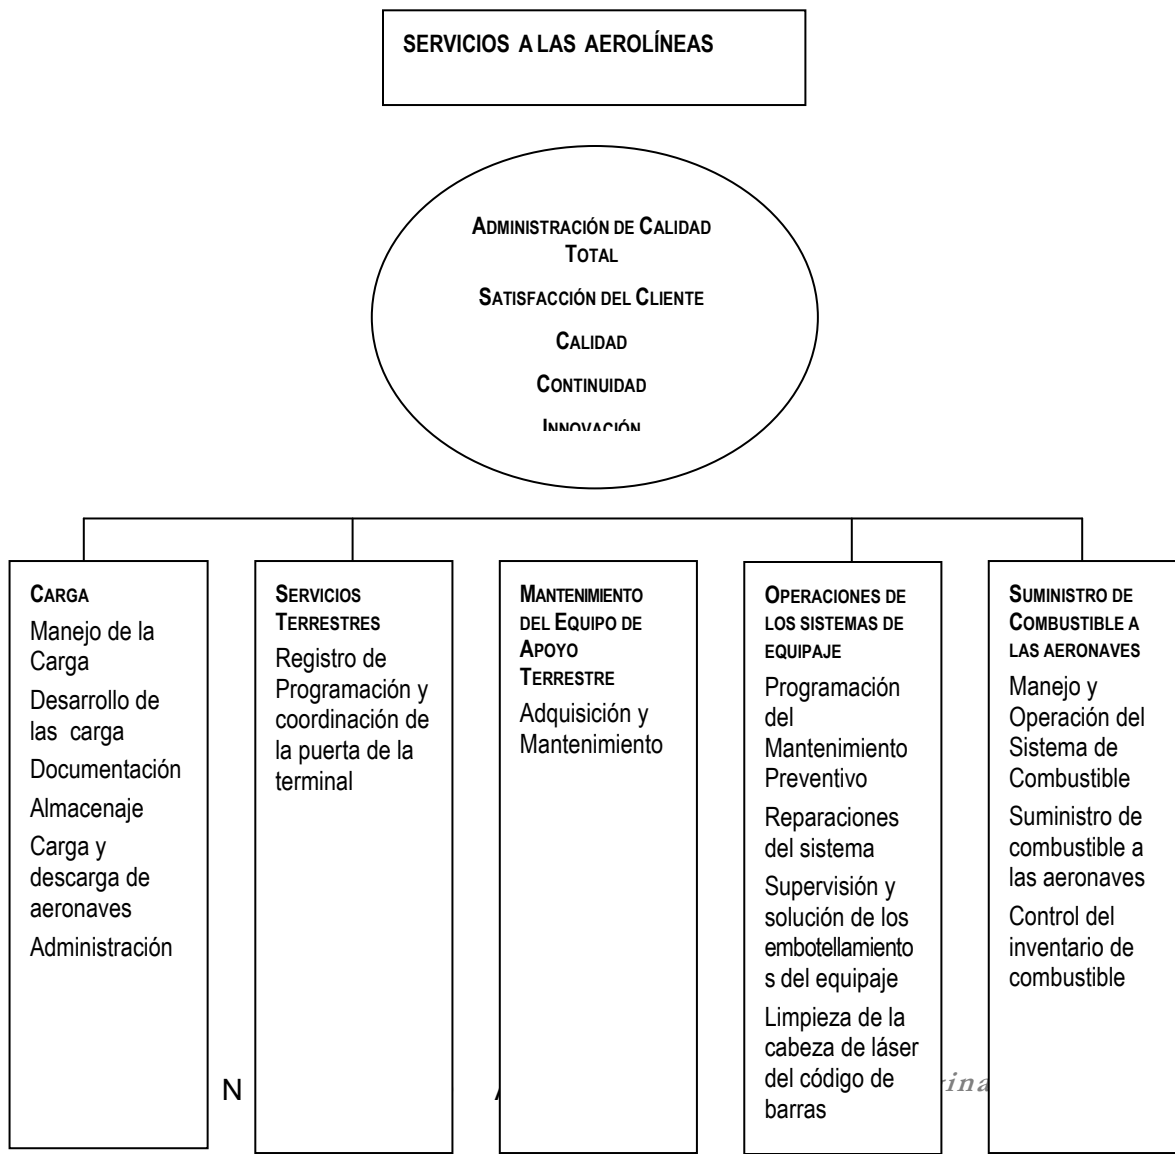 SERVICIOS A LAS AEROLÍNEAS
ADMINISTRACIÓN DE CALIDAD
TOTAL
SATISFACCIÓN DEL CLIENTE
CALIDAD
CONTINUIDAD
INNOVACIÓN
CARGA
Manejo de la
Carga
Desarrollo de
las carga
Documentación
Almacenaje
Carga y
descarga de
aeronaves
Administración
SERVICIOS
TERRESTRES
Registro de
Programación y
coordinación de
la puerta de la
terminal
MANTENIMIENTO
DEL EQUIPO DE
APOYO
TERRESTRE
Adquisición y
Mantenimiento
OPERACIONES DE
LOS SISTEMAS DE
EQUIPAJE
Programación
del
Mantenimiento
Preventivo
Reparaciones
del sistema
Supervisión y
solución de los
embotellamiento
s del equipaje
Limpieza de la
cabeza de láser
del código de
barras
SUMINISTRO DE
COMBUSTIBLE A
LAS AERONAVES
Manejo y
Operación del
Sistema de
Combustible
Suministro de
combustible a
las aeronaves
Control del
inventario de
combustible
N
ina